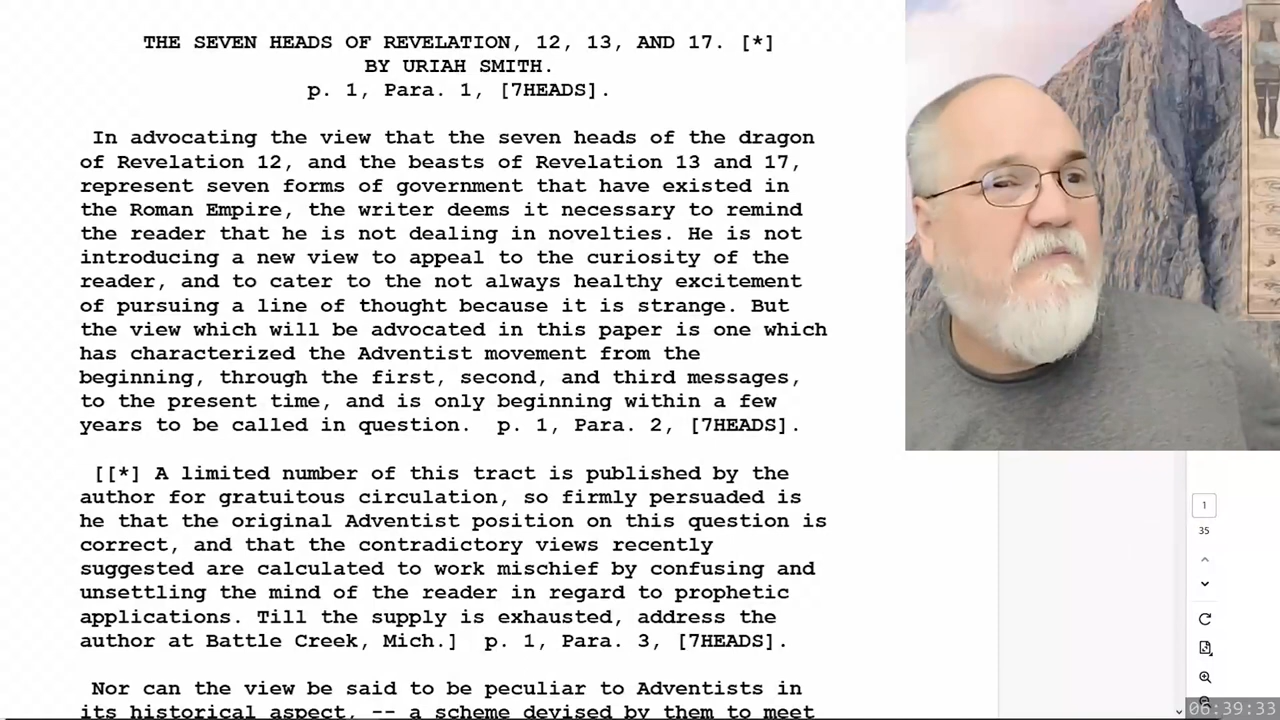 THE SEVEN HEADS OF REVELATION, 12, 13, AND 17. [*]
BY URIAH SMITH.
p. 1, Para. 1, [7HEADS].
In advocating the view that the seven heads of the dragon
of Revelation 12, and the beasts of Revelation 13 and 17,
represent seven forms of government that have existed in
the Roman Empire, the writer deems it necessary to remind
the reader that he is not dealing in novelties. He is not
introducing a new view to appeal to the curiosity of the
reader, and to cater to the not always healthy excitement
of pursuing a line of thought because it is strange. But
the view which will be advocated in this paper is one which
has characterized the Adventist movement from the
beginning, through the first, second, and third messages,
to the present time, and is only beginning within a few
years to be called in question. p. 1, Para. 2, [7HEADS].
[[*] A limited number of this tract is published by the
author for gratuitous circulation, so firmly persuaded is
he that the original Adventist position on this question is
correct, and that the contradictory views recently
suggested are calculated to work mischief by confusing and
unsettling the mind of the reader in regard to prophetic
applications. Till the supply is exhausted, address the
author at Battle Creek, Mich.] p. 1, Para. 3, [7HEADS].
Nor can the view be said to be peculiar to Adventists in
its historical aspect, -- a scheme devised by them to meet
1
35
06:39:33